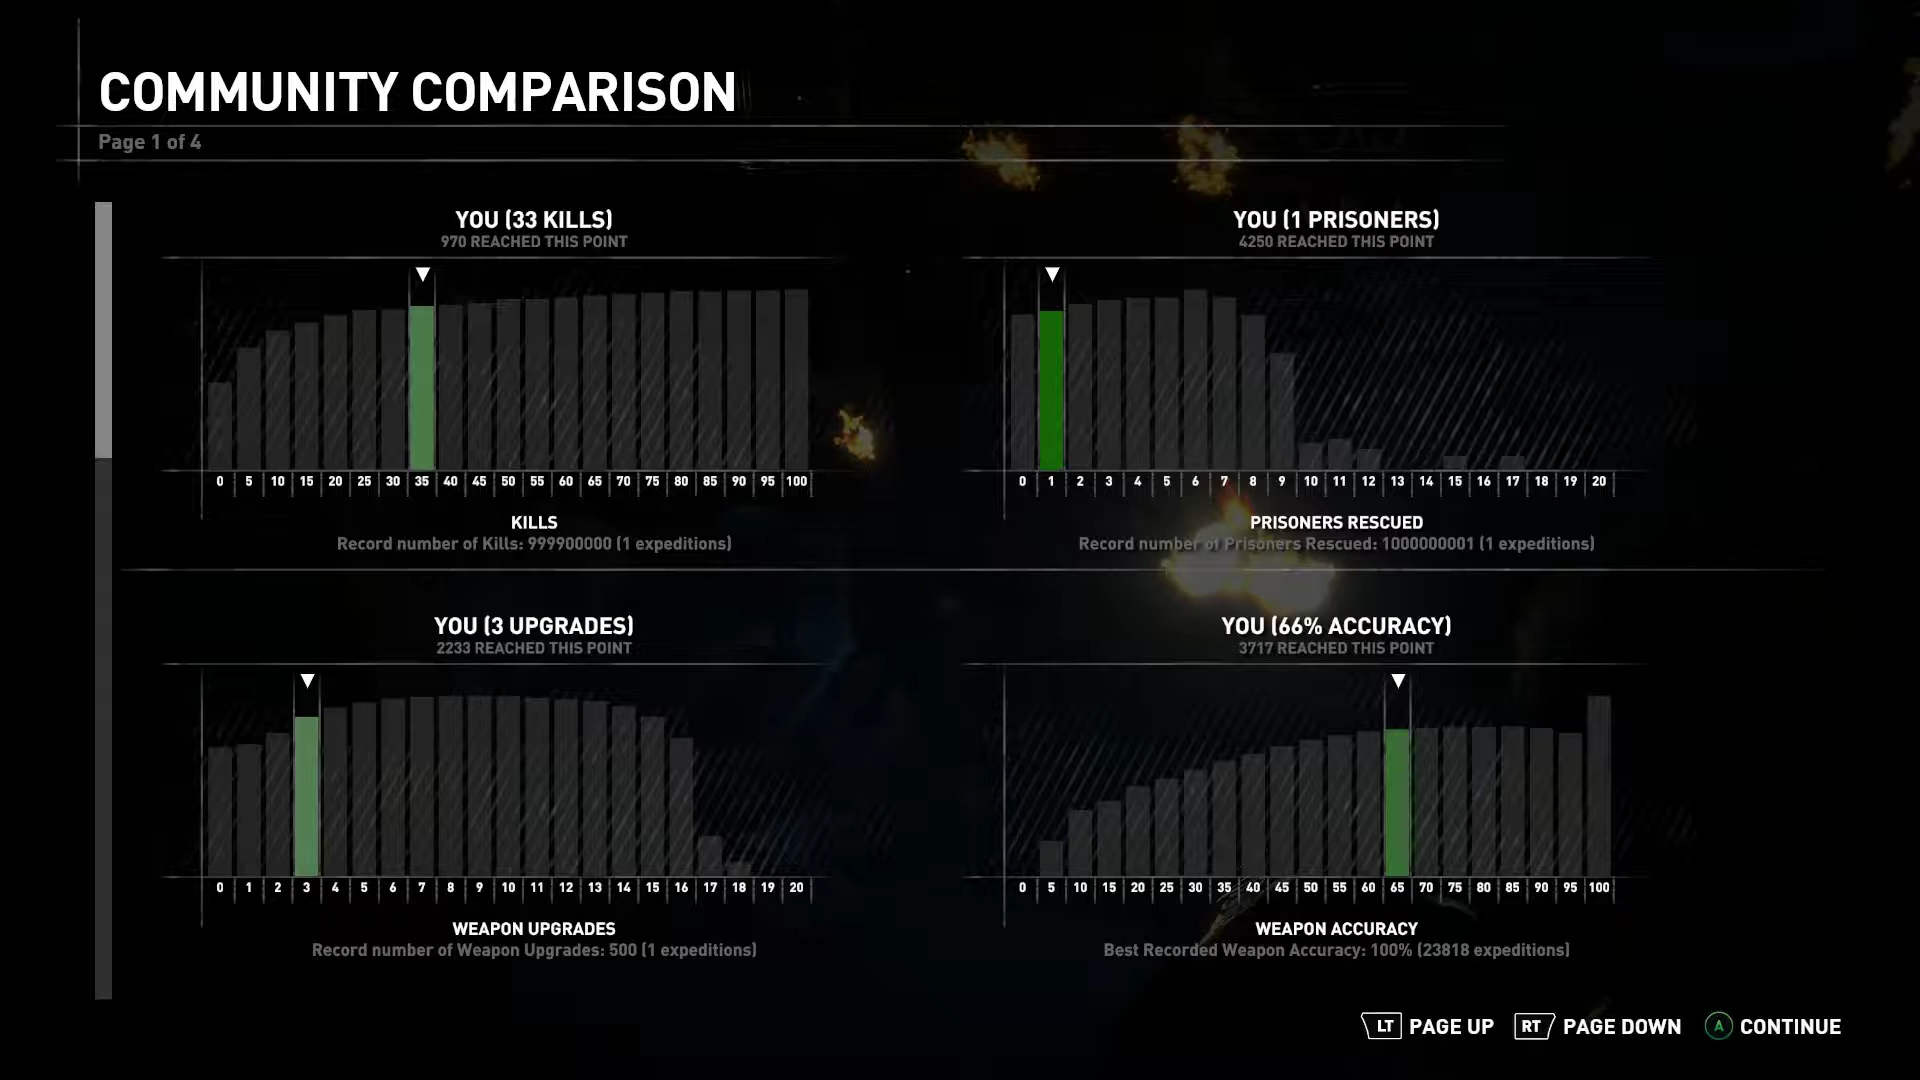 COMMUNITY COMPARISON
Page 1 of 4
YOU (33 KILLS)
970 REACHED THIS POINT
0 5 10 15 20 25 30 35 40 45 50 55 60 65 70 75 80 85 90 95 100
KILLS
Record number of Kills: 999900000 (1 expeditions)
YOU (1 PRISONERS)
4250 REACHED THIS POINT
0 1 2 3 4 5 6 7 8 9 10 11 12 13 14 15 16 17 18 19 20
PRISONERS RESCUED
Record number of Prisoners Rescued: 1000000001 (1 expeditions)
YOU (3 UPGRADES)
2233 REACHED THIS POINT
0 1 2 3 4 5 6 7 8 9 10 11 12 13 14 15 16 17 18 19 20
WEAPON UPGRADES
Record number of Weapon Upgrades: 500 (1 expeditions)
YOU (66% ACCURACY)
3717 REACHED THIS POINT
0 5 10 15 20 25 30 35 40 45 50 55 60 65 70 75 80 85 90 95 100
WEAPON ACCURACY
Best Recorded Weapon Accuracy: 100% (23818 expeditions)
LT PAGE UP RT PAGE DOWN A CONTINUE